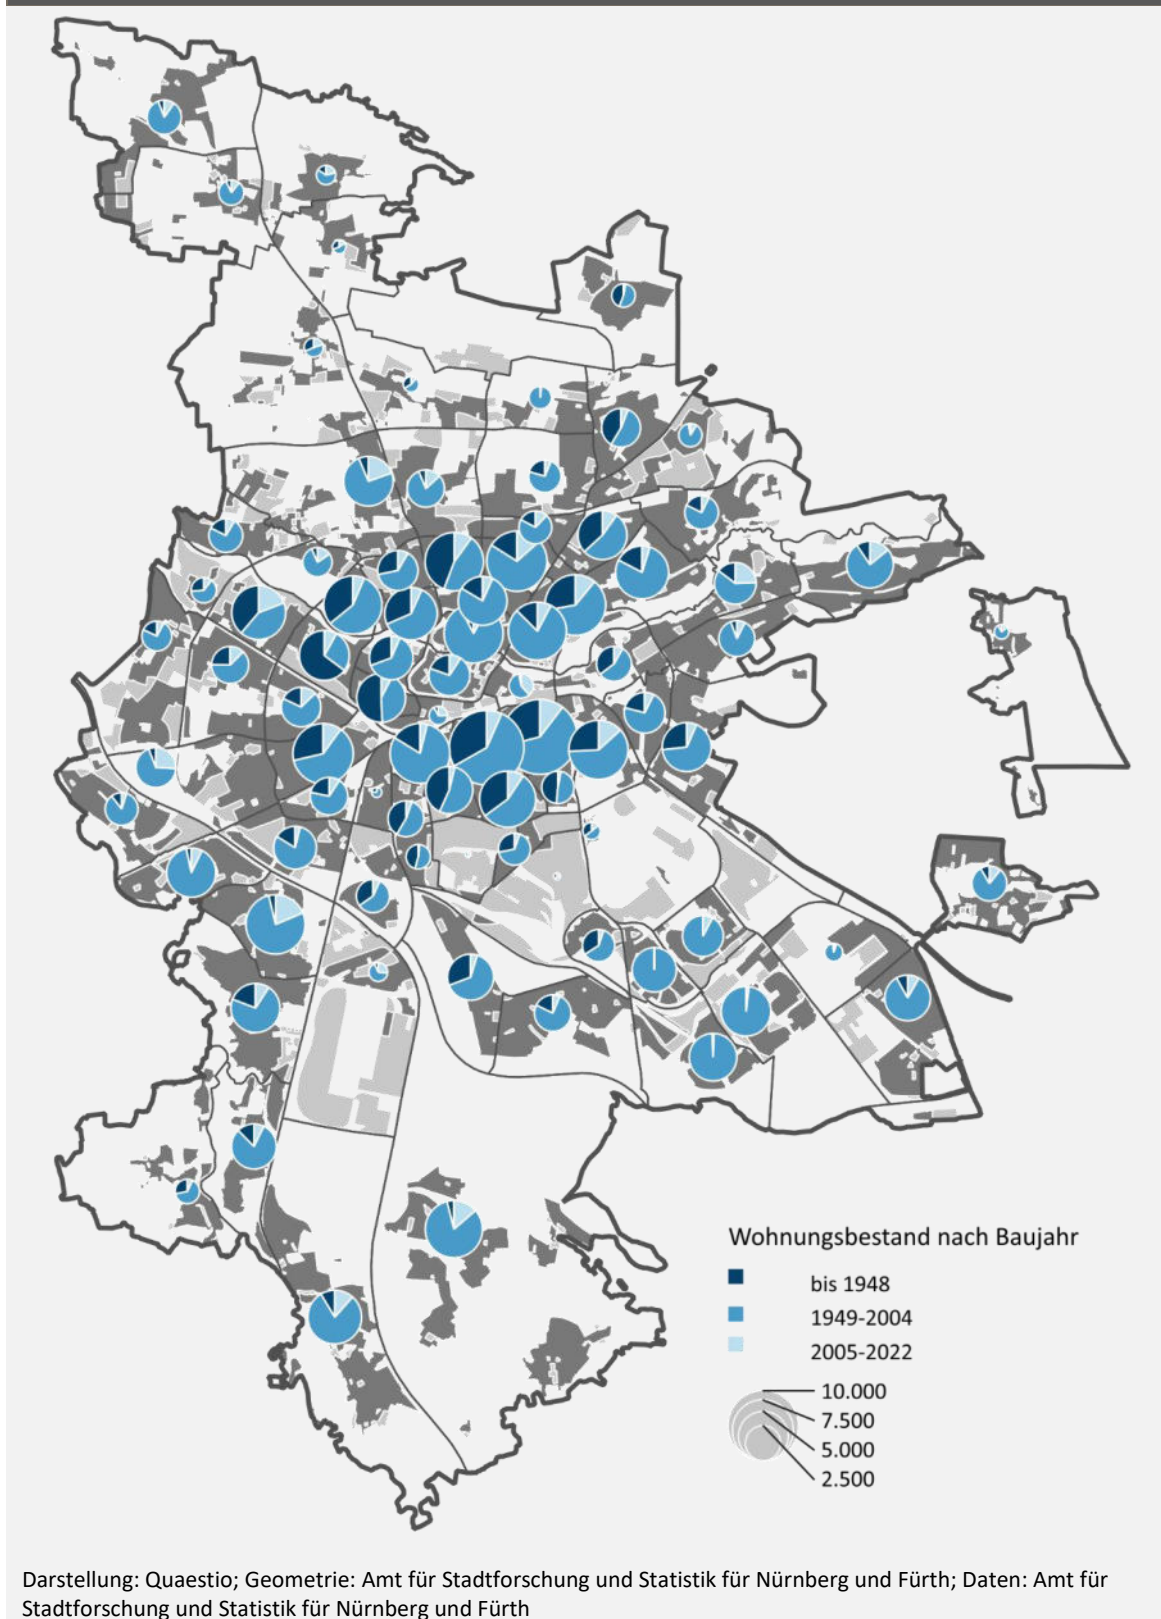 Wohnungsbestand nach Baujahr
bis 1948
1949-2004
2005-2022
10.000
7.500
5.000
2.500
Darstellung: Quaestio; Geometrie: Amt für Stadtforschung und Statistik für Nürnberg und Fürth; Daten: Amt für
Stadtforschung und Statistik für Nürnberg und Fürth